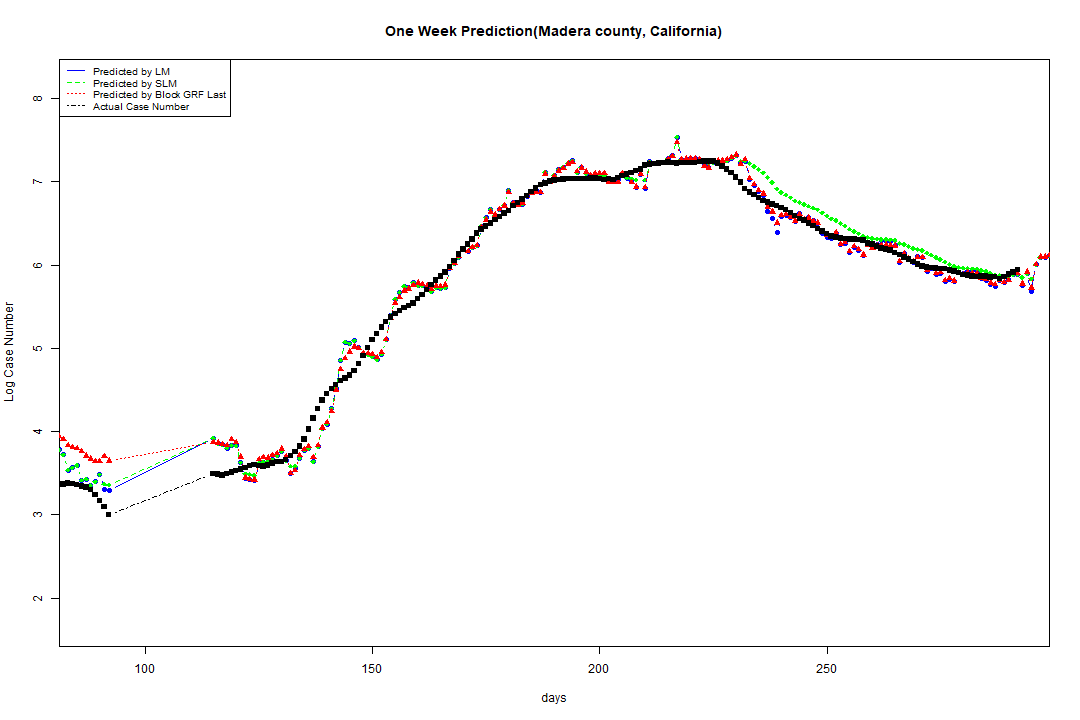 One Week Prediction(Madera county, California)
Predicted by LM
Predicted by SLM
Predicted by Block GRF Last
Actual Case Number
8
7
6
5
4
3
2
Log Case Number
100 150 200 250
days